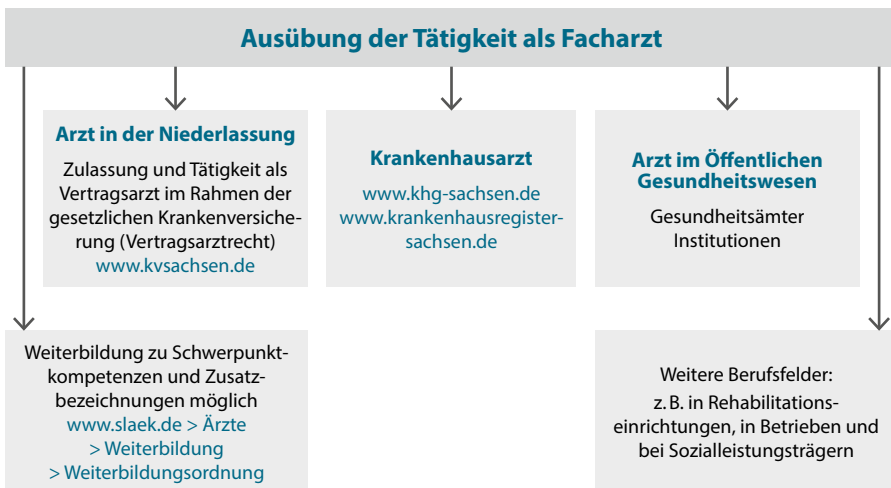 Ausübung der Tätigkeit als Facharzt
Arzt in der Niederlassung
Zulassung und Tätigkeit als
Vertragsarzt im Rahmen der
gesetzlichen Krankenversiche-
rung (Vertragsarztrecht)
www.kvsachsen.de
Krankenhausarzt
www.khg-sachsen.de
www.krankenhausregister-
sachsen.de
Arzt im Öffentlichen
Gesundheitswesen
Gesundheitsämter
Institutionen
Weiterbildung zu Schwerpunkt-
kompetenzen und Zusatz-
bezeichnungen möglich
www.slaek.de > Ärzte
> Weiterbildung
> Weiterbildungsordnung
Weitere Berufsfelder:
z. B. in Rehabilitations-
einrichtungen, in Betrieben und
bei Sozialleistungsträgern